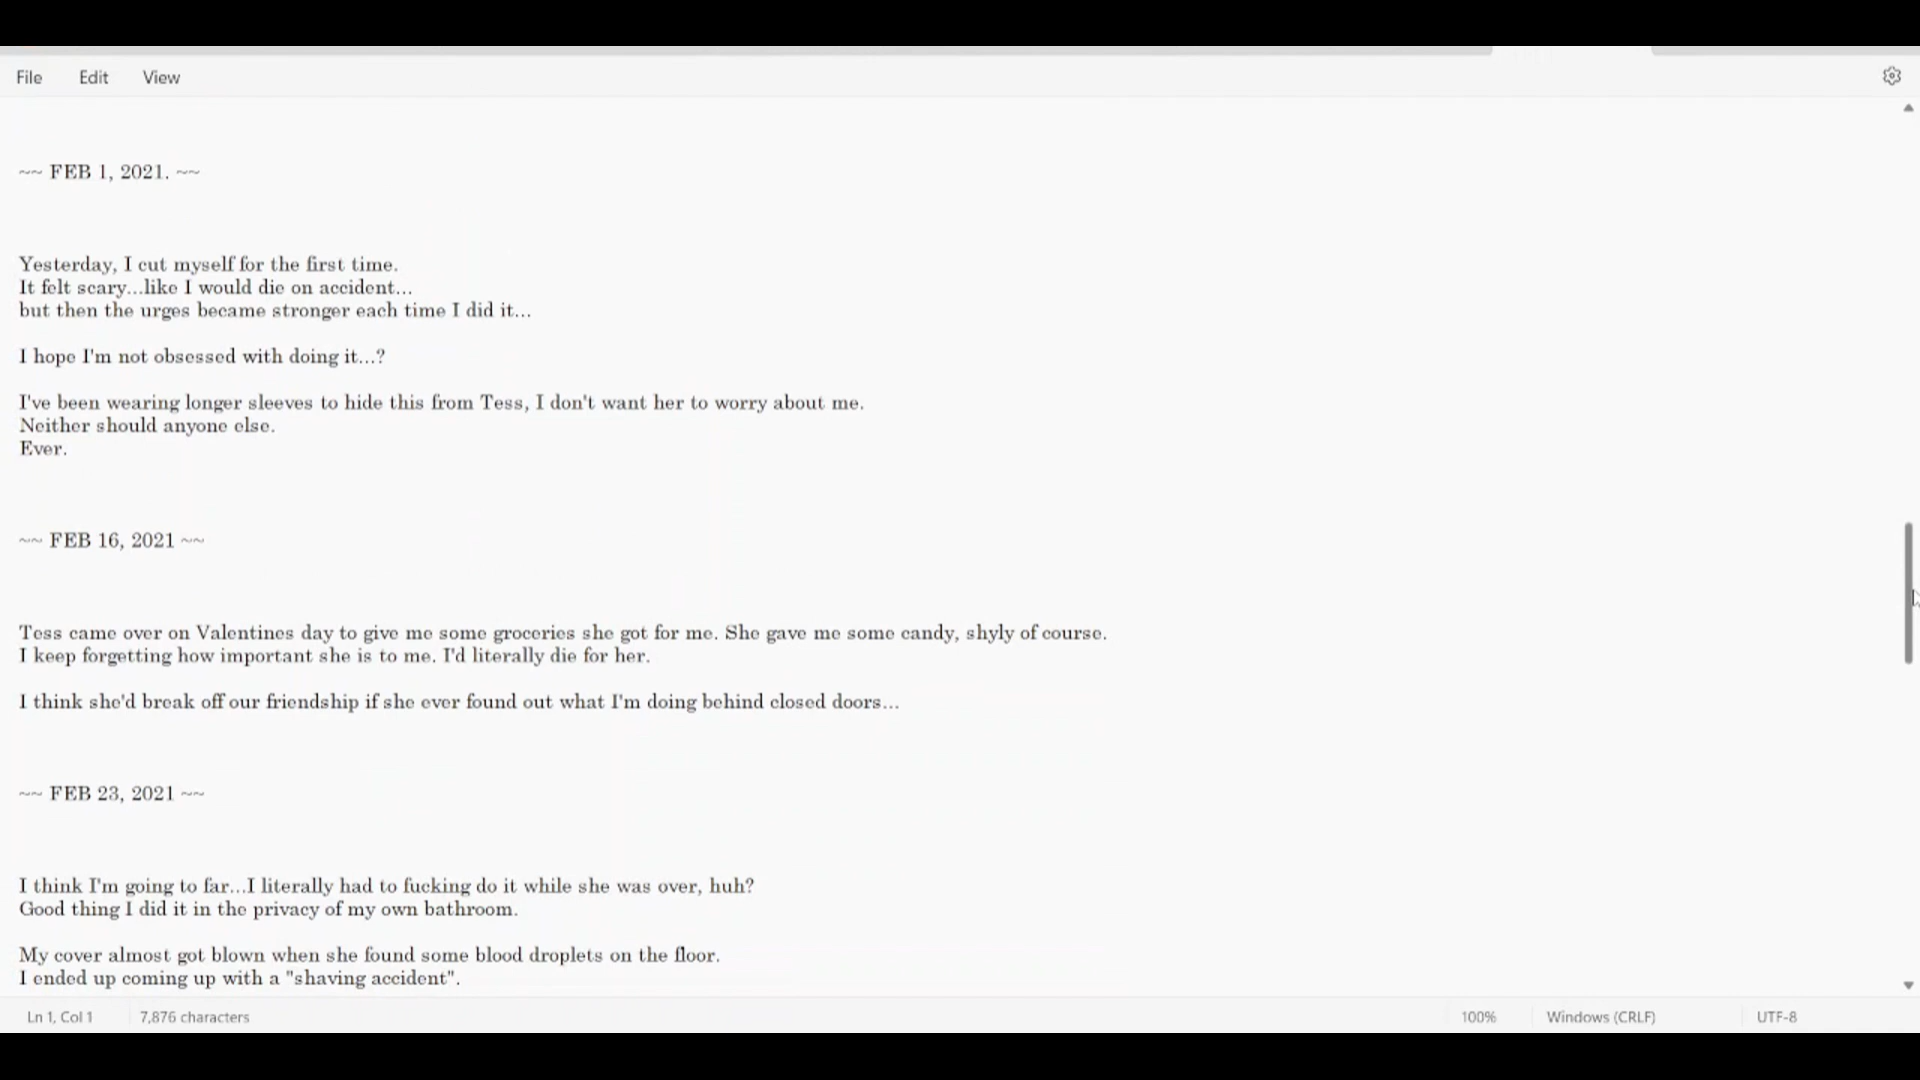 File Edit View
~~ FEB 1, 2021. ~~
Yesterday, I cut myself for the first time.
It felt scary...like I would die on accident...
but then the urges became stronger each time I did it...
I hope I'm not obsessed with doing it...?
I've been wearing longer sleeves to hide this from Tess, I don't want her to worry about me.
Neither should anyone else.
Ever.
~~ FEB 16, 2021 ~~
Tess came over on Valentines day to give me some groceries she got for me. She gave me some candy, shyly of course.
I keep forgetting how important she is to me. I'd literally die for her.
I think she'd break off our friendship if she ever found out what I'm doing behind closed doors...
~~ FEB 23, 2021 ~~
I think I'm going to far...I literally had to fucking do it while she was over, huh?
Good thing I did it in the privacy of my own bathroom.
My cover almost got blown when she found some blood droplets on the floor.
I ended up coming up with a "shaving accident".
Ln 1, Col 1 7,876 characters 100% Windows (CRLF) UTF-8